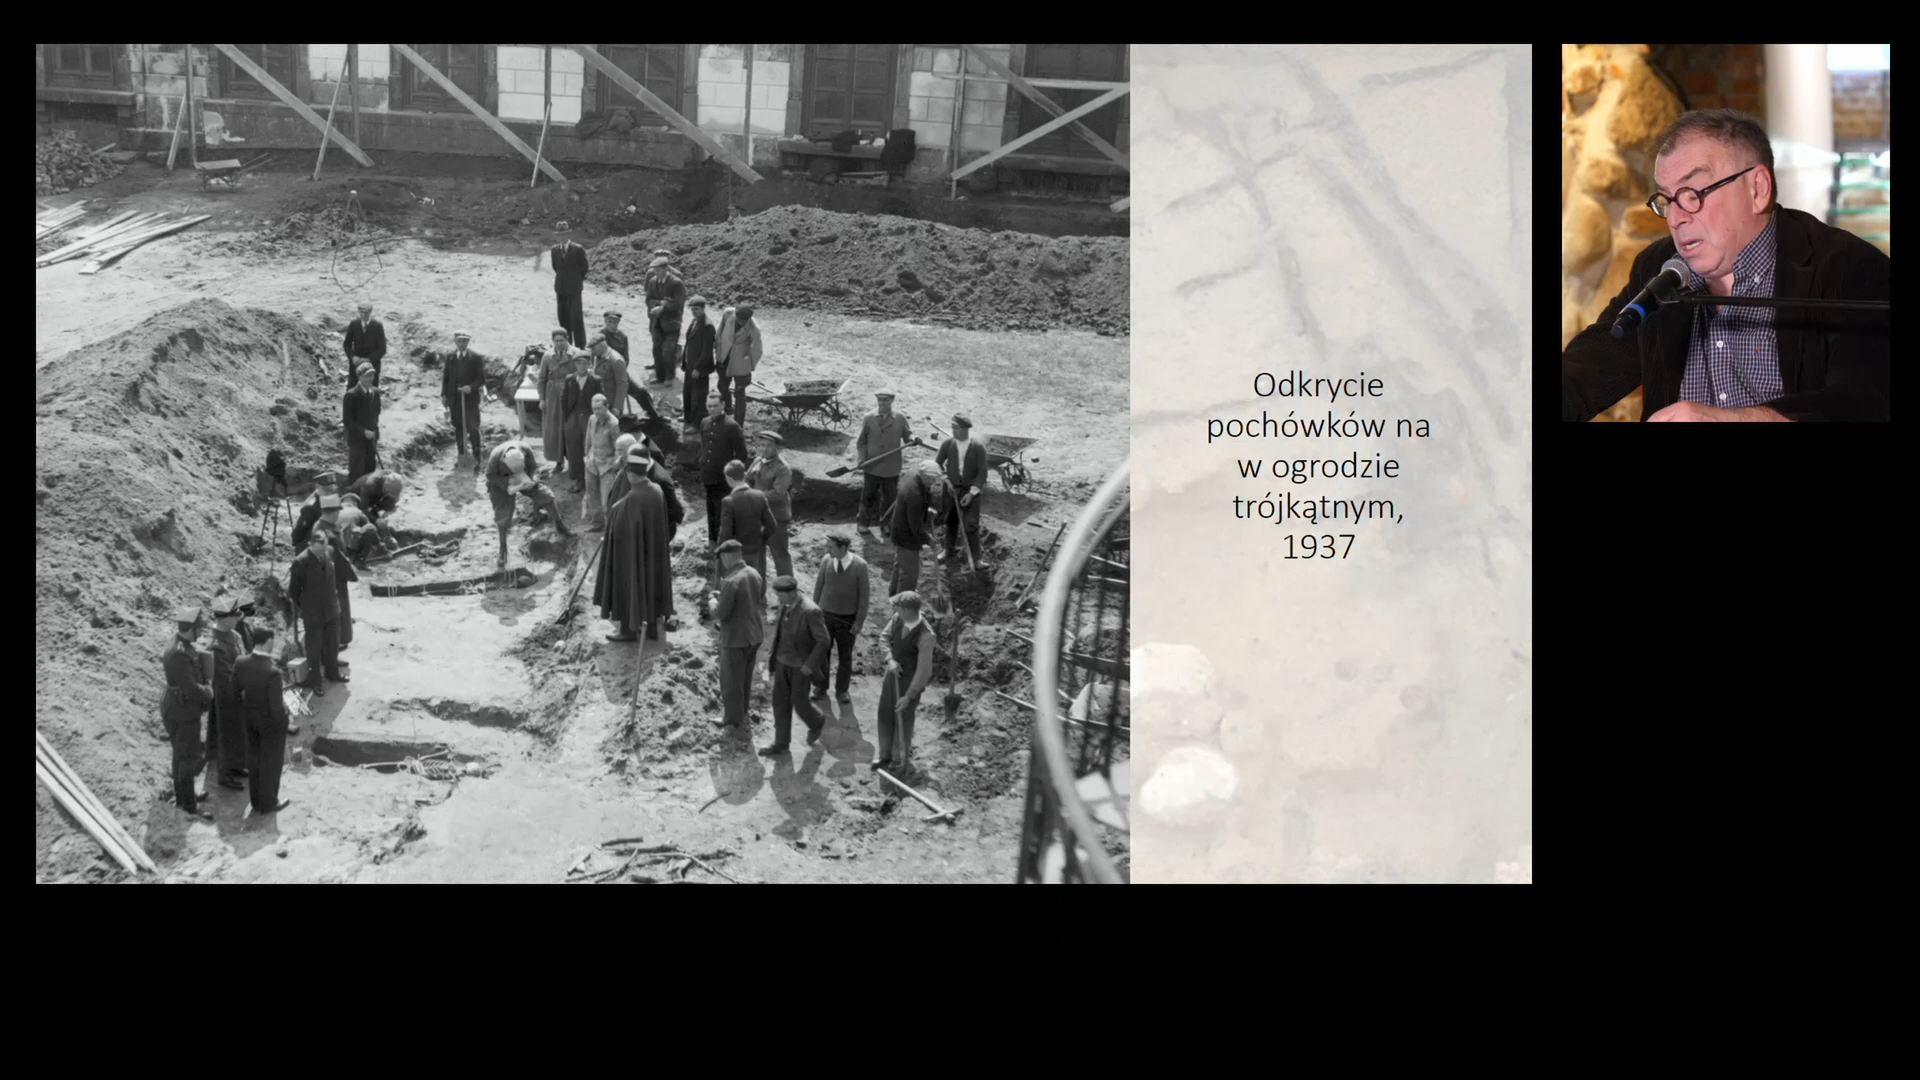 Odkrycie
pochówków na
w ogrodzie
trójkątnym,
1937